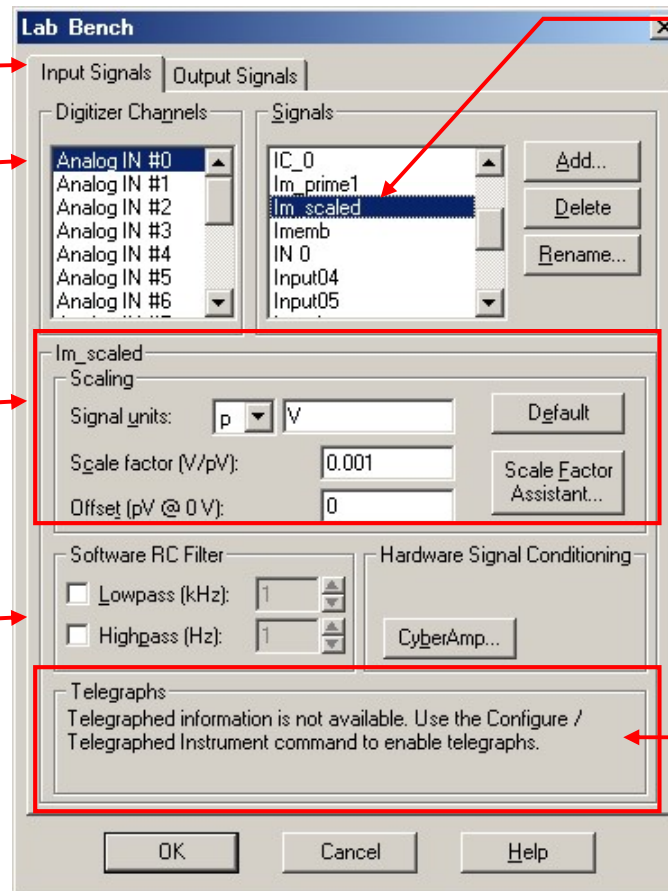 Lab Bench
Input Signals
Output Signals
Digitizer Channels
Analog IN #0
Analog IN #1
Analog IN #2
Analog IN #3
Analog IN #4
Analog IN #5
Analog IN #6
Signals
IC_0
Im_prime1
Im_scaled
Imemb
IN 0
Input04
Input05
Add...
Delete
Rename...
Im_scaled
Scaling
Signal units: p V
Default
Scale factor (V/pV): 0.001
Scale Factor
Assistant...
Offset (pV @ 0 V): 0
Software RC Filter
Lowpass (kHz): 1
Highpass (Hz): 1
Hardware Signal Conditioning
CyberAmp...
Telegraphs
Telegraphed information is not available. Use the Configure /
Telegraphed Instrument command to enable telegraphs.
OK Cancel Help